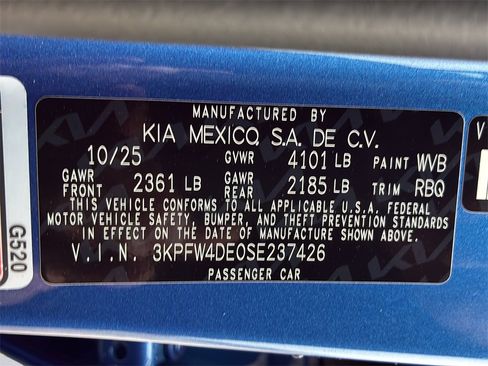 MANUFACTURED BY
KIA MEXICO, S.A. DE C.V.
10/25 GVWR 4101 LB PAINT WVB
GAWR FRONT 2361 LB GAWR REAR 2185 LB TRIM RBQ
THIS VEHICLE CONFORMS TO ALL APPLICABLE U.S.A. FEDERAL
MOTOR VEHICLE SAFETY, BUMPER, AND THEFT PREVENTION STANDARDS
IN EFFECT ON THE DATE OF MANUFACTURE SHOWN ABOVE.
V.I.N. 3KPFW4DE0SE237426
PASSENGER CAR
G520
V